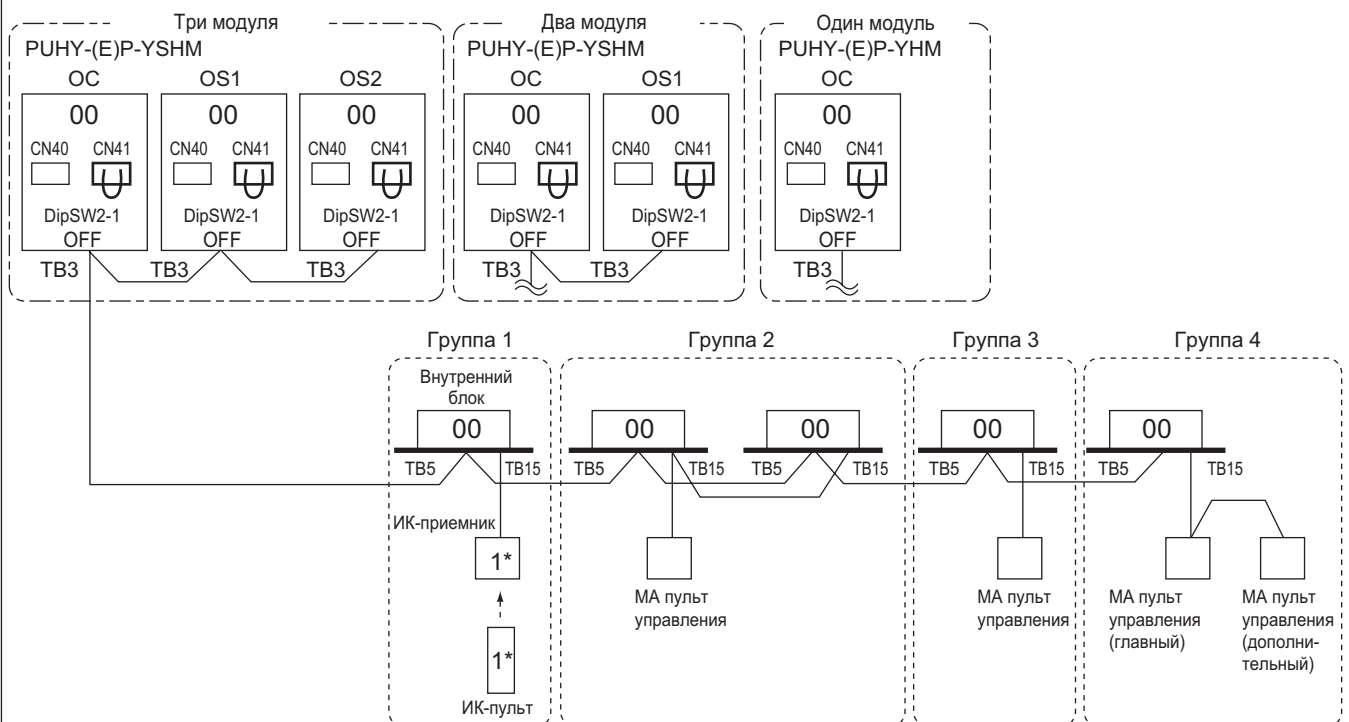 Три модуля
PUHY-(E)P-YSHM
OC OS1 OS2
00 00 00
CN40 CN41 CN40 CN41 CN40 CN41
DipSW2-1 DipSW2-1 DipSW2-1
OFF OFF OFF
TB3 TB3 TB3
Два модуля
PUHY-(E)P-YSHM
OC OS1
00 00
CN40 CN41 CN40 CN41
DipSW2-1 DipSW2-1
OFF OFF
TB3 TB3
Один модуль
PUHY-(E)P-YHM
OC
00
CN40 CN41
DipSW2-1
OFF
TB3
Группа 1
Внутренний
блок
00
TB5 TB15
ИК-приемник
1*
1*
ИК-пульт
Группа 2
00 00
TB5 TB15 TB5 TB15
МА пульт
управления
Группа 3
00
TB5 TB15
МА пульт
управления
Группа 4
00
TB5 TB15
МА пульт
управления
(главный)
МА пульт
управления
(дополни-
тельный)